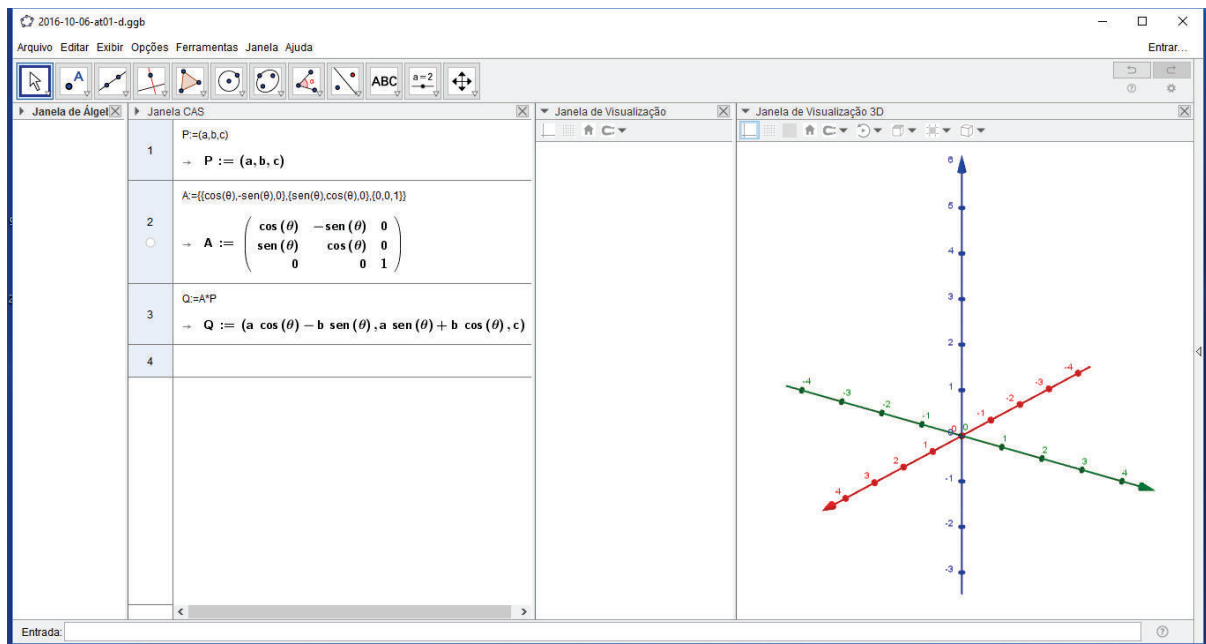 2016-10-06-at01-d.ggb
Arquivo Editar Exibir Opções Ferramentas Janela Ajuda
Entrar...
A
α
ABC
a=2
Janela de Álgel
Janela CAS
Janela de Visualização
Janela de Visualização 3D
1
P:=(a,b,c)
→ P := (a, b, c)
2
A:={{cos(θ),-sen(θ),0},{sen(θ),cos(θ),0},{0,0,1}}
→ A :=
cos (θ) −sen (θ) 0
sen (θ) cos (θ) 0
0 0 1
3
Q:=A*P
→ Q := (a cos (θ) − b sen (θ) , a sen (θ) + b cos (θ) , c)
4
6
5
4
3
2
1
0
-1
-2
-3
-4
-3
-2
-1
0
1
2
3
4
-4
-3
-2
-1
0
1
2
3
4
Entrada: